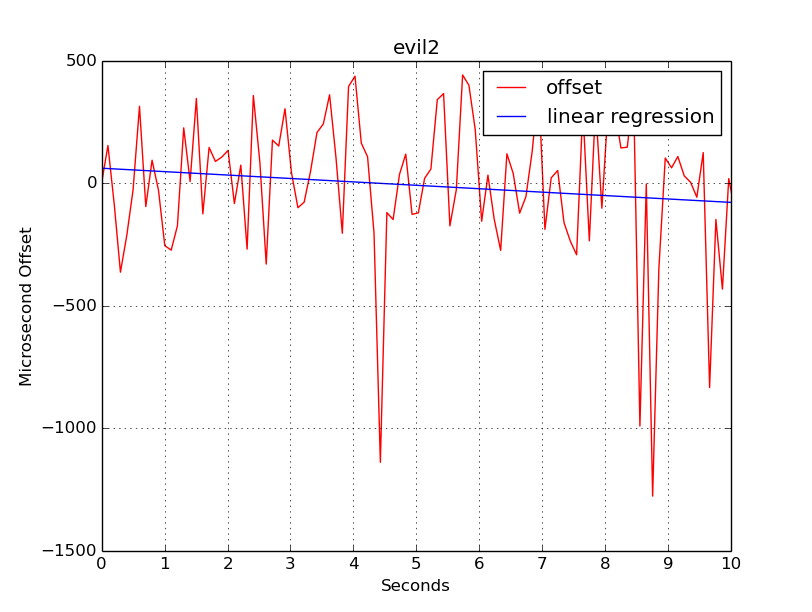 evil2
offset
linear regression
500
0
−500
−1000
−1500
Microsecond Offset
0 1 2 3 4 5 6 7 8 9 10
Seconds